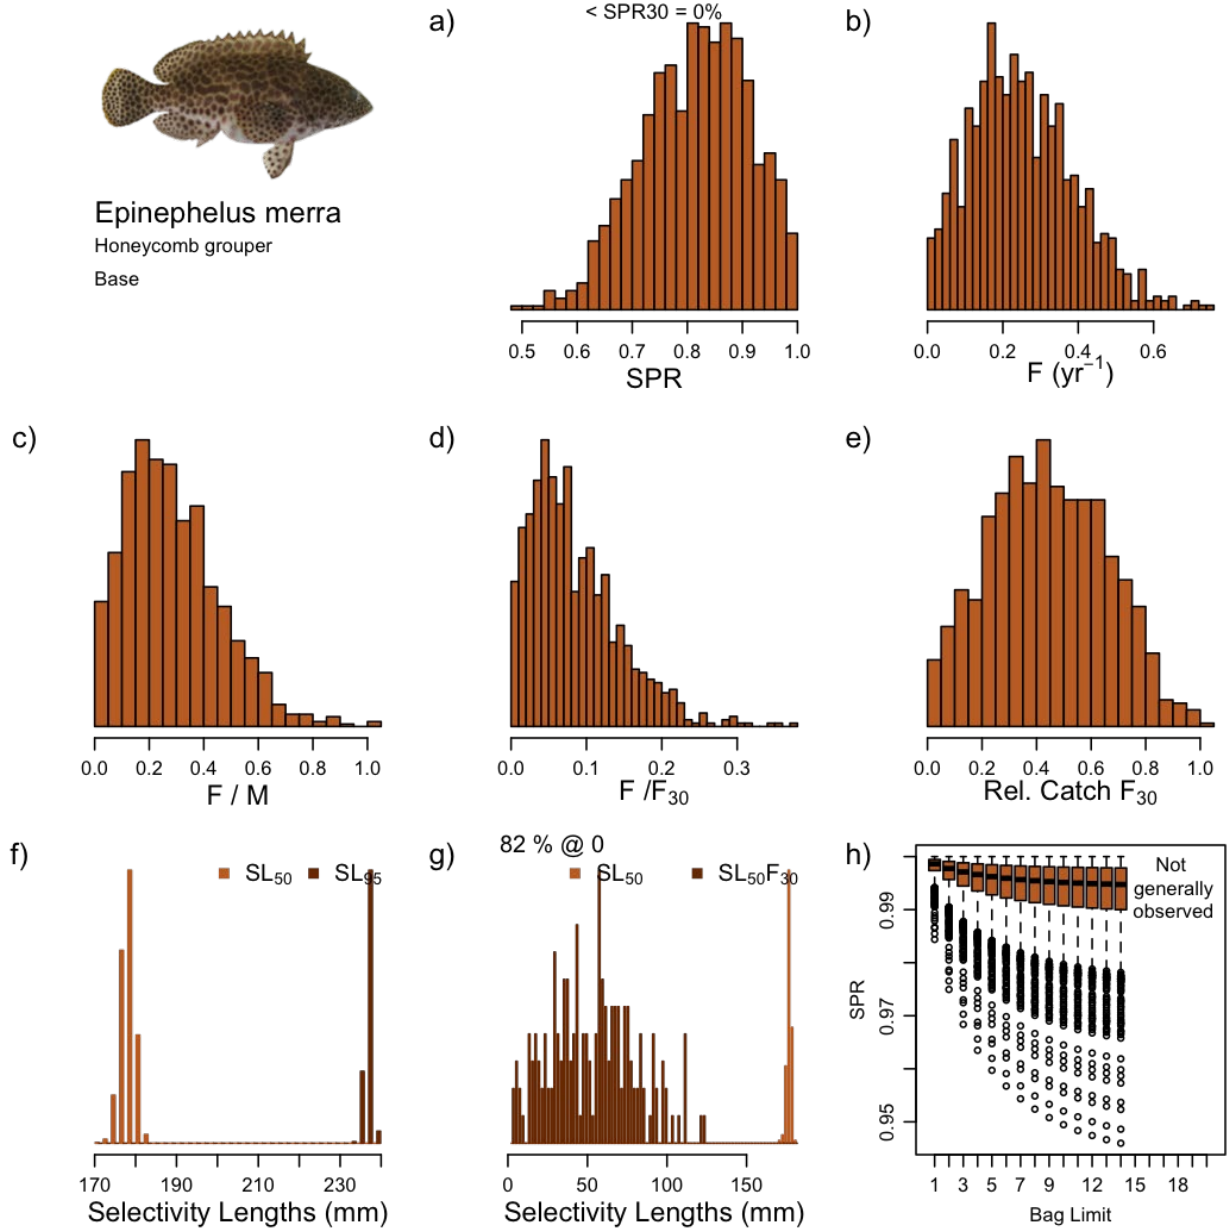 a)
< SPR30 = 0%
b)
Epinephelus merra
Honeycomb grouper
Base
0.5 0.6 0.7 0.8 0.9 1.0
SPR
0.0 0.2 0.4 0.6
F (yr⁻¹)
c)
d)
e)
0.0 0.2 0.4 0.6 0.8 1.0
F / M
0.0 0.1 0.2 0.3
F /F₃₀
0.0 0.2 0.4 0.6 0.8 1.0
Rel. Catch F₃₀
f)
SL₅₀ SL₉₅
170 190 210 230
Selectivity Lengths (mm)
g)
82 % @ 0
SL₅₀ SL₅₀F₃₀
0 50 100 150
Selectivity Lengths (mm)
h)
Not
generally
observed
SPR
0.99
0.97
0.95
1 3 5 7 9 12 15 18
Bag Limit